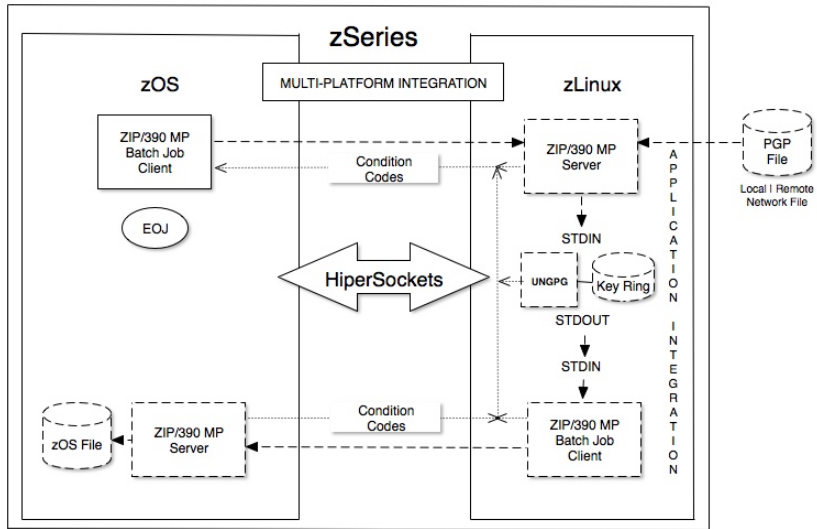 zSeries
MULTI-PLATFORM INTEGRATION
zOS
zLinux
ZIP/390 MP
Batch Job
Client
Condition
Codes
ZIP/390 MP
Server
PGP
File
Local | Remote
Network File
EOJ
STDIN
HiperSockets
UNGPG
Key Ring
STDOUT
STDIN
APPLICATION INTEGRATION
zOS File
ZIP/390 MP
Server
Condition
Codes
ZIP/390 MP
Batch Job
Client